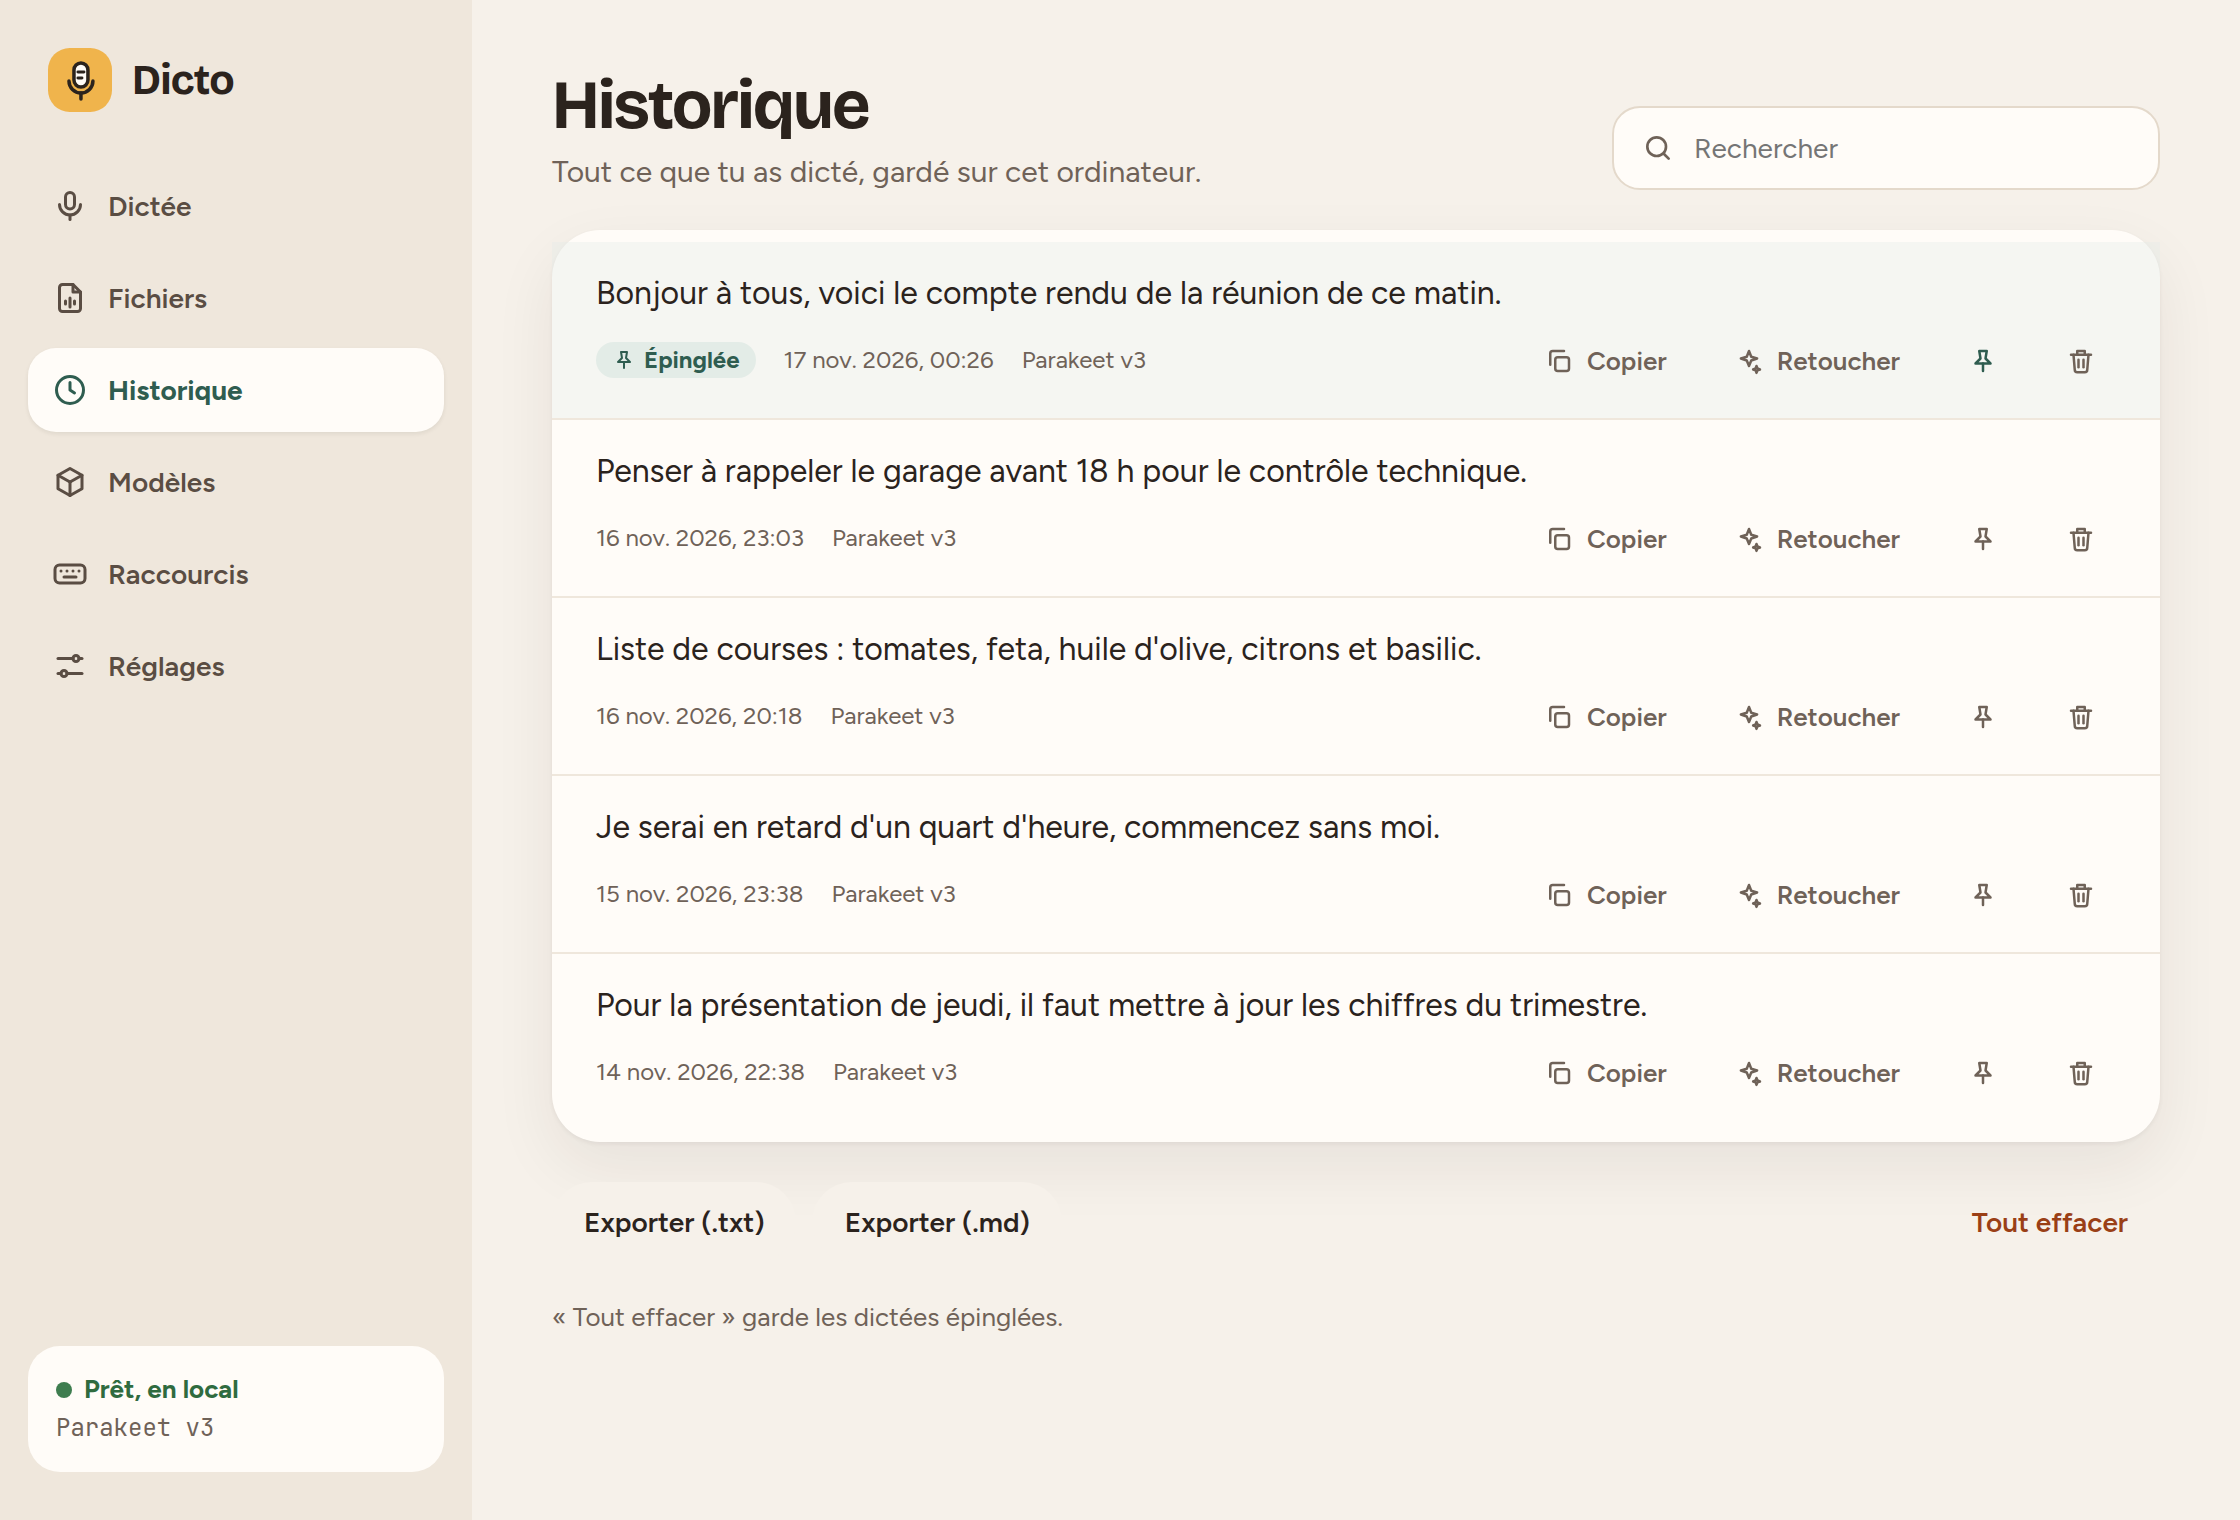 Dicto
Dictée
Fichiers
Historique
Modèles
Raccourcis
Réglages
Prêt, en local
Parakeet v3
Historique
Tout ce que tu as dicté, gardé sur cet ordinateur.
Rechercher
Bonjour à tous, voici le compte rendu de la réunion de ce matin.
Épinglée 17 nov. 2026, 00:26 Parakeet v3 Copier Retoucher
Penser à rappeler le garage avant 18 h pour le contrôle technique.
16 nov. 2026, 23:03 Parakeet v3 Copier Retoucher
Liste de courses : tomates, feta, huile d'olive, citrons et basilic.
16 nov. 2026, 20:18 Parakeet v3 Copier Retoucher
Je serai en retard d'un quart d'heure, commencez sans moi.
15 nov. 2026, 23:38 Parakeet v3 Copier Retoucher
Pour la présentation de jeudi, il faut mettre à jour les chiffres du trimestre.
14 nov. 2026, 22:38 Parakeet v3 Copier Retoucher
Exporter (.txt) Exporter (.md) Tout effacer
« Tout effacer » garde les dictées épinglées.